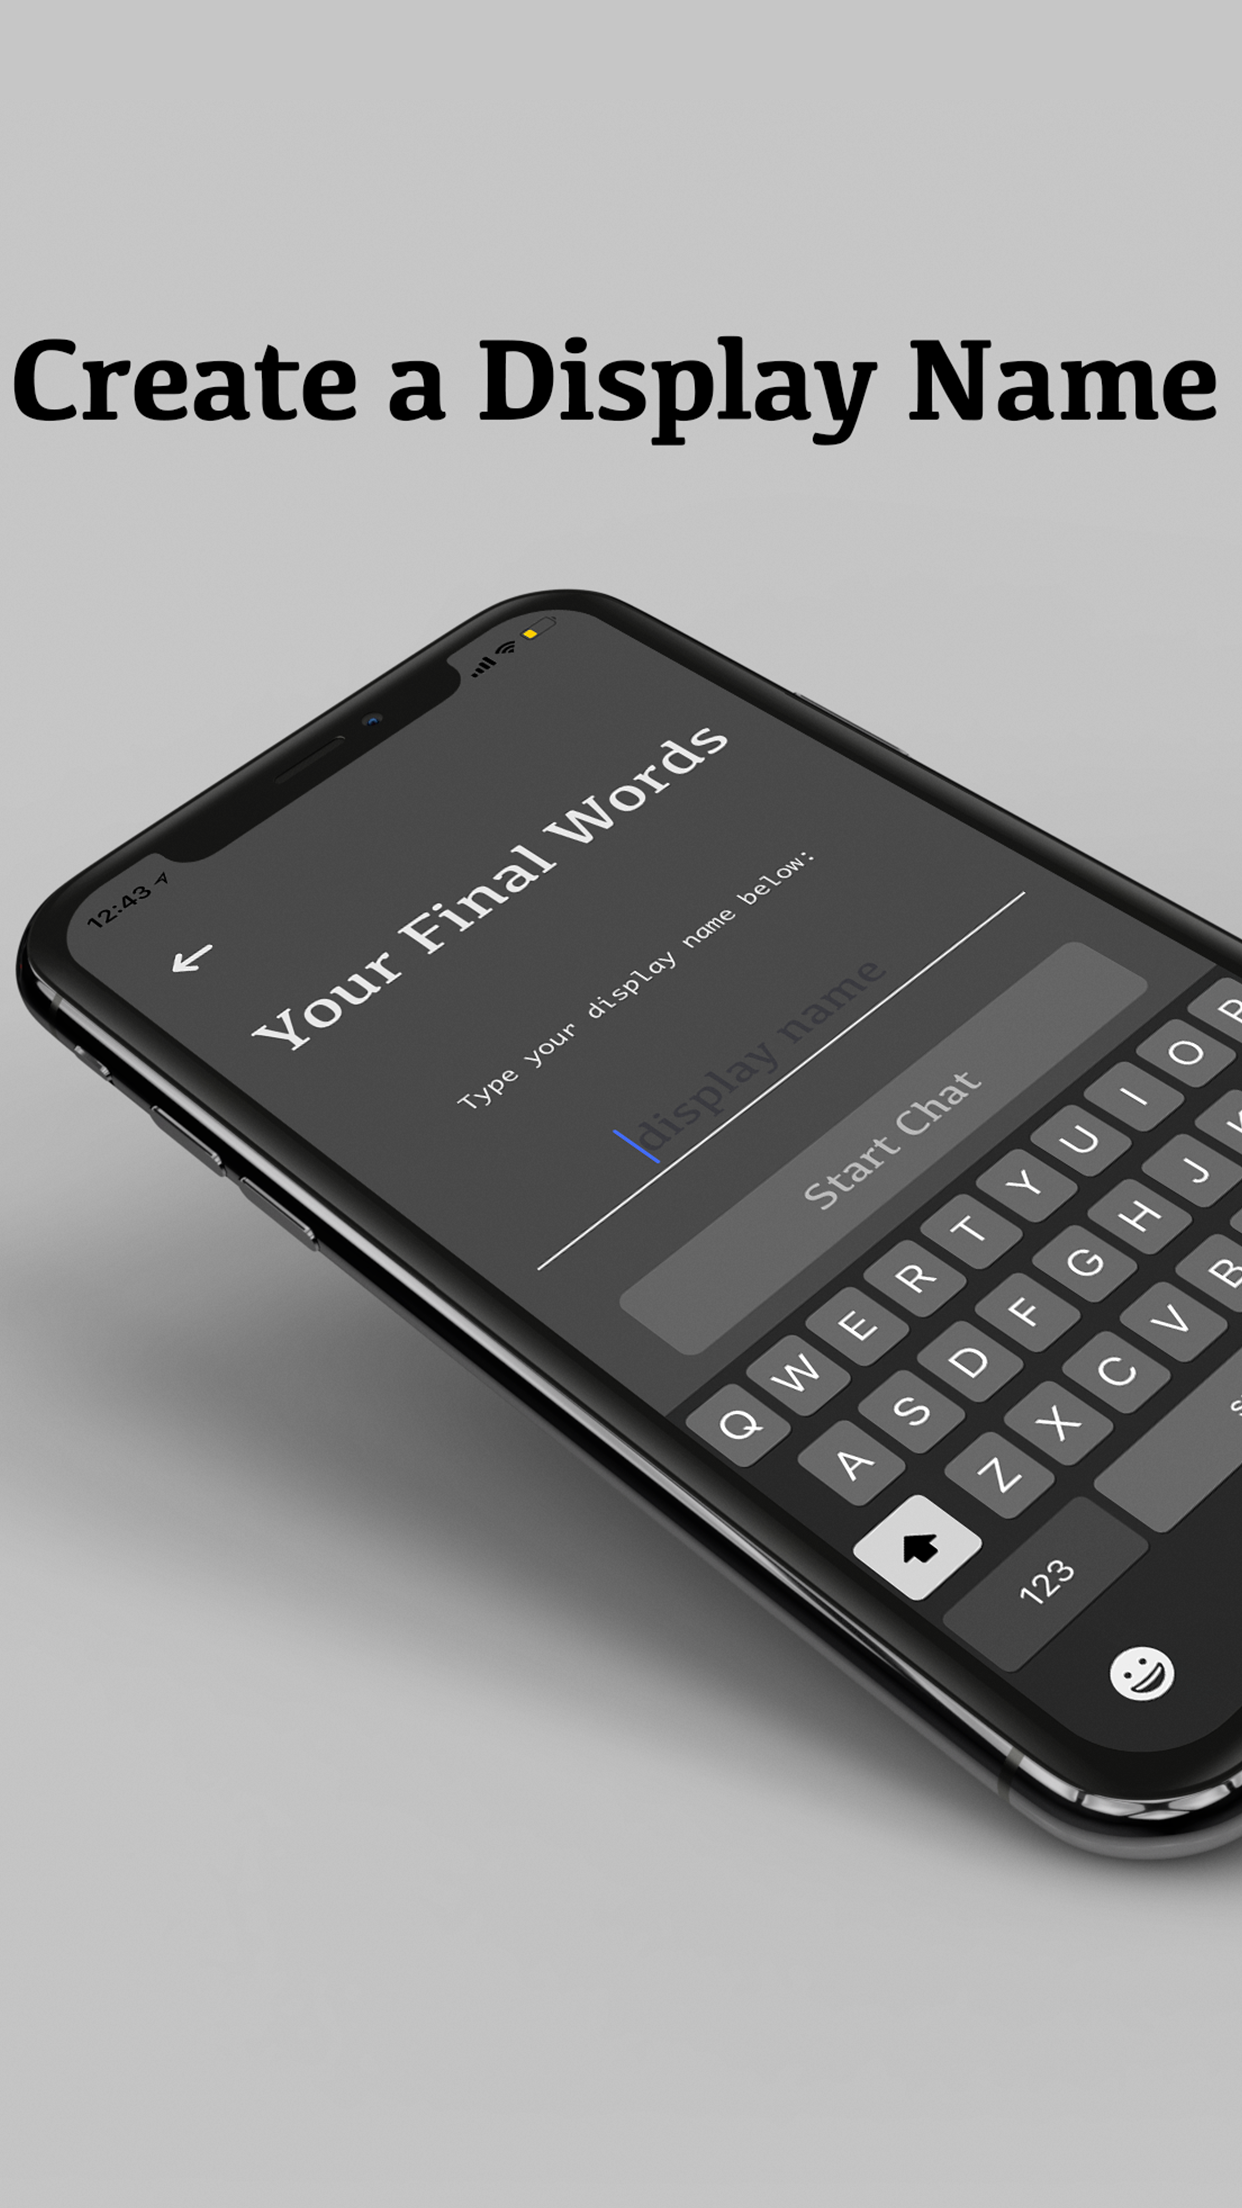 Create a Display Name
12:43
Your Final Words
Type your display name below:
display name
Start Chat
Q W E R T Y U I O
A S D F G H J
Z X C V B
123